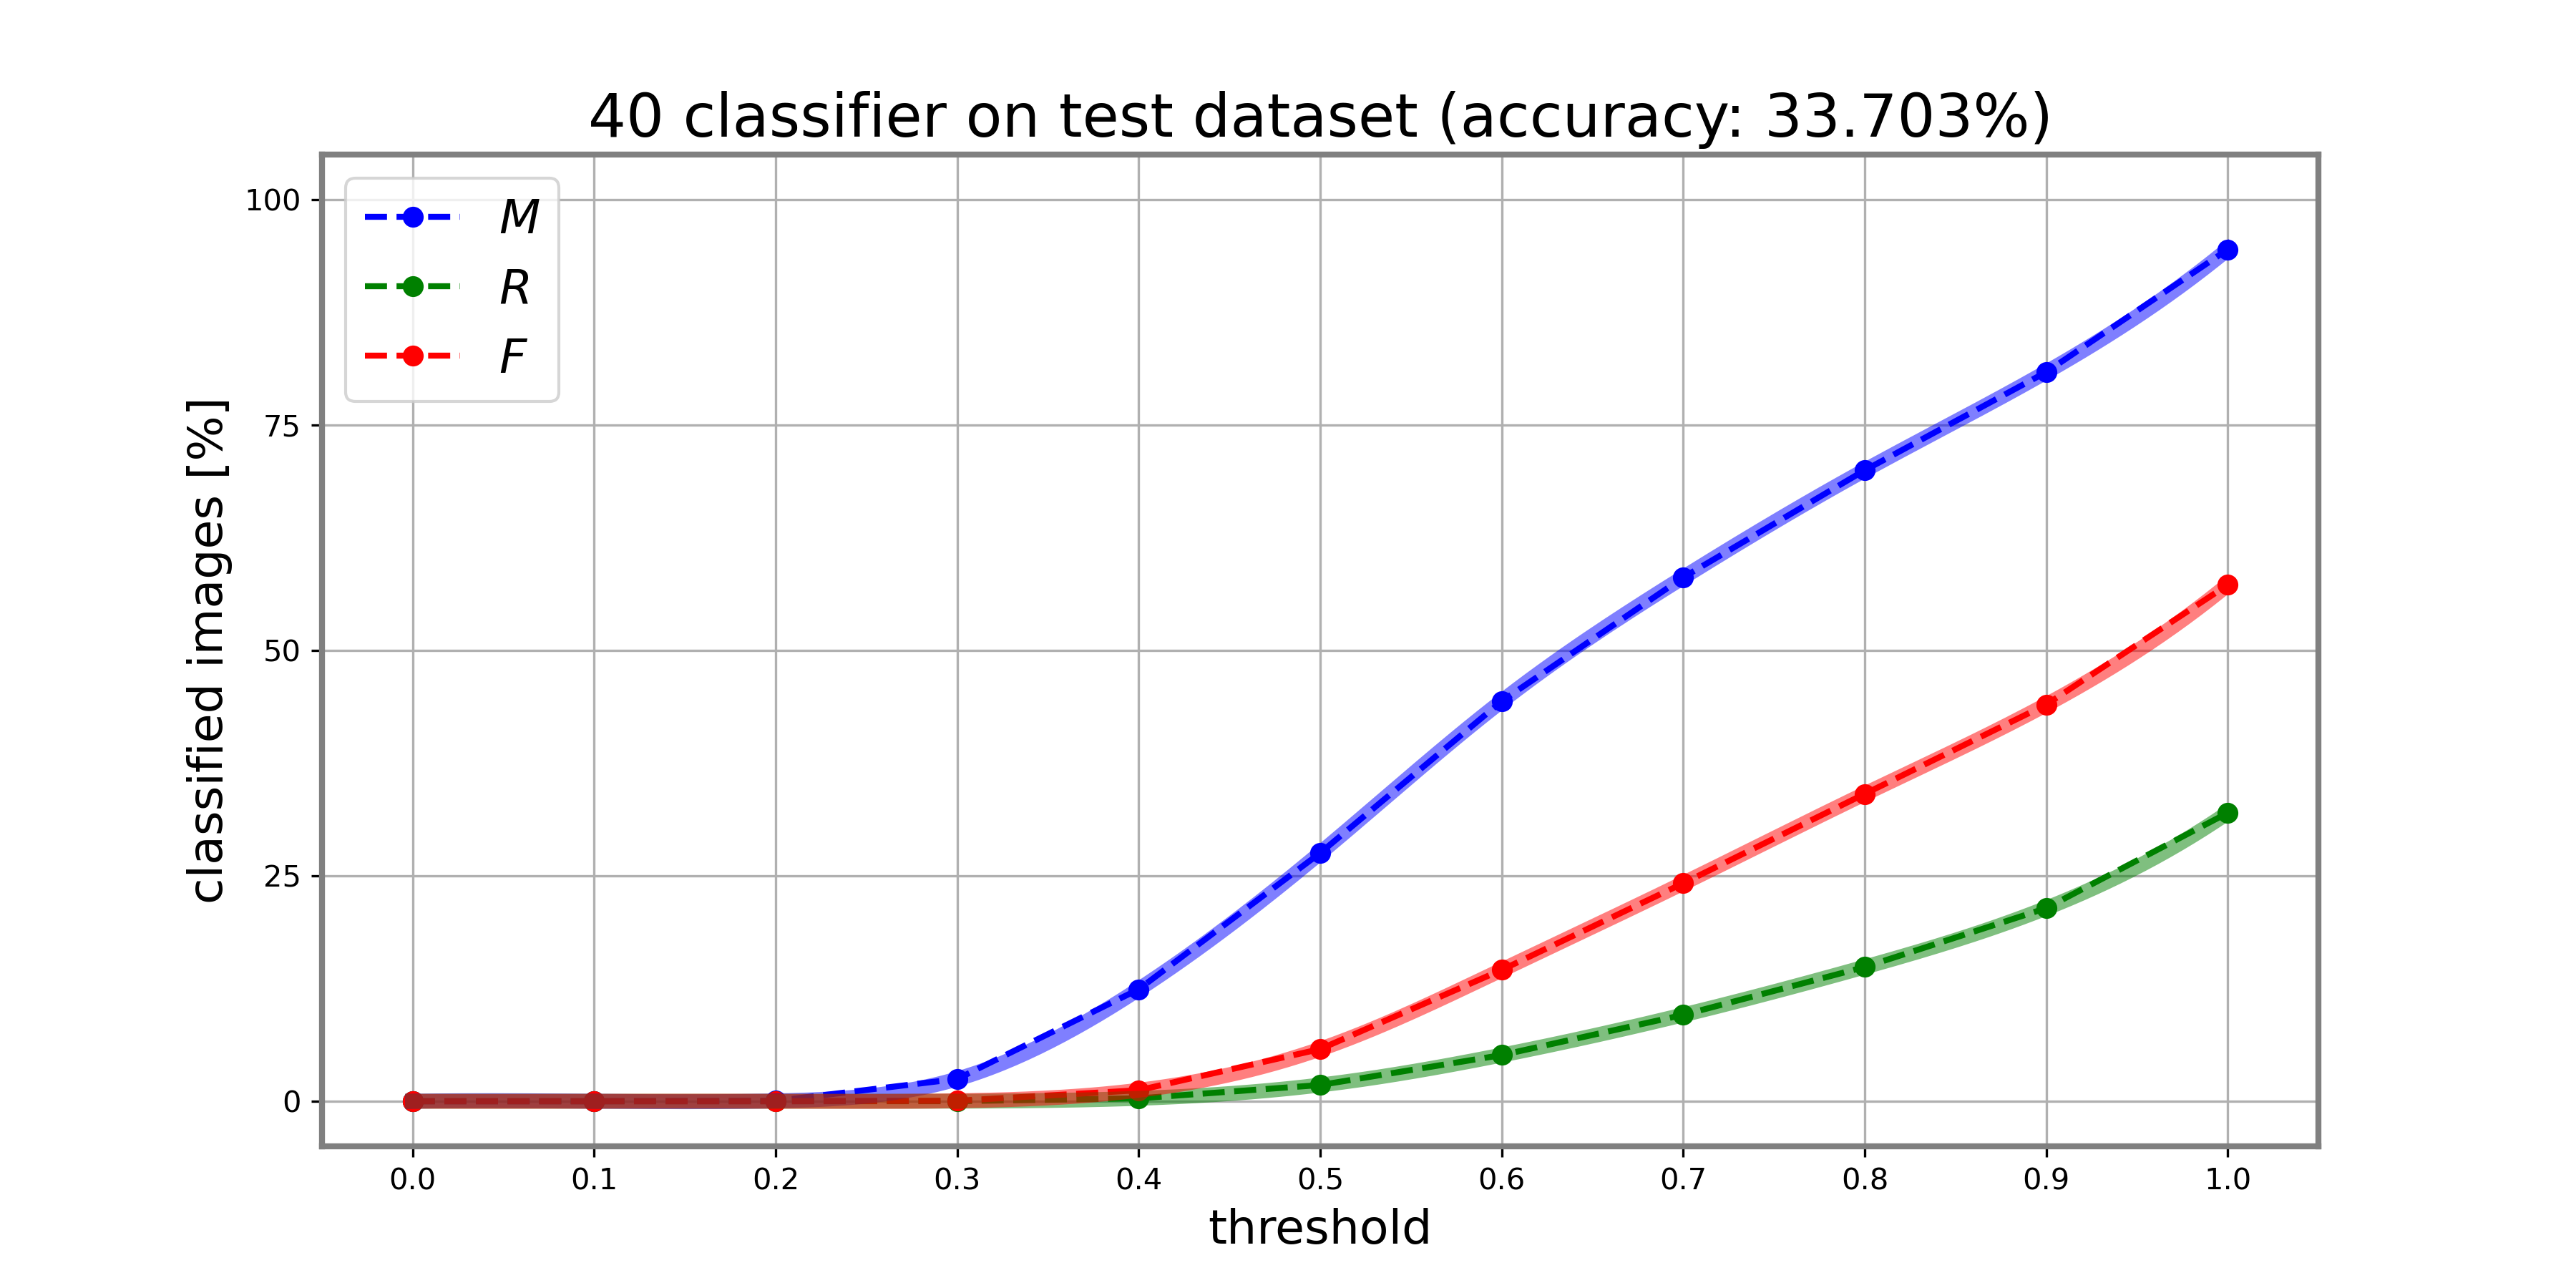 40 classifier on test dataset (accuracy: 33.703%)
M
R
F
classified images [%]
100
75
50
25
0
0.0 0.1 0.2 0.3 0.4 0.5 0.6 0.7 0.8 0.9 1.0
threshold